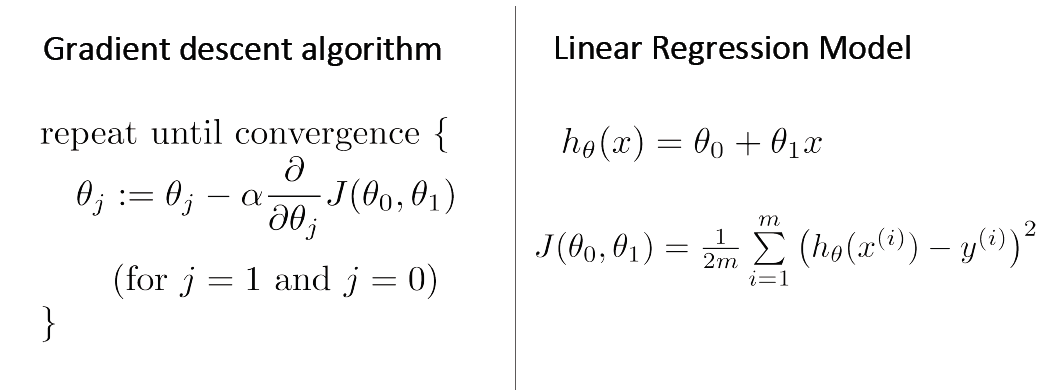 Gradient descent algorithm
repeat until convergence {
θ_j := θ_j − α ∂/∂θ_j J(θ_0, θ_1)
(for j = 1 and j = 0)
}
Linear Regression Model
h_θ(x) = θ_0 + θ_1x
J(θ_0, θ_1) = 1/2m ∑_{i=1}^{m} (h_θ(x^{(i)}) − y^{(i)})^2